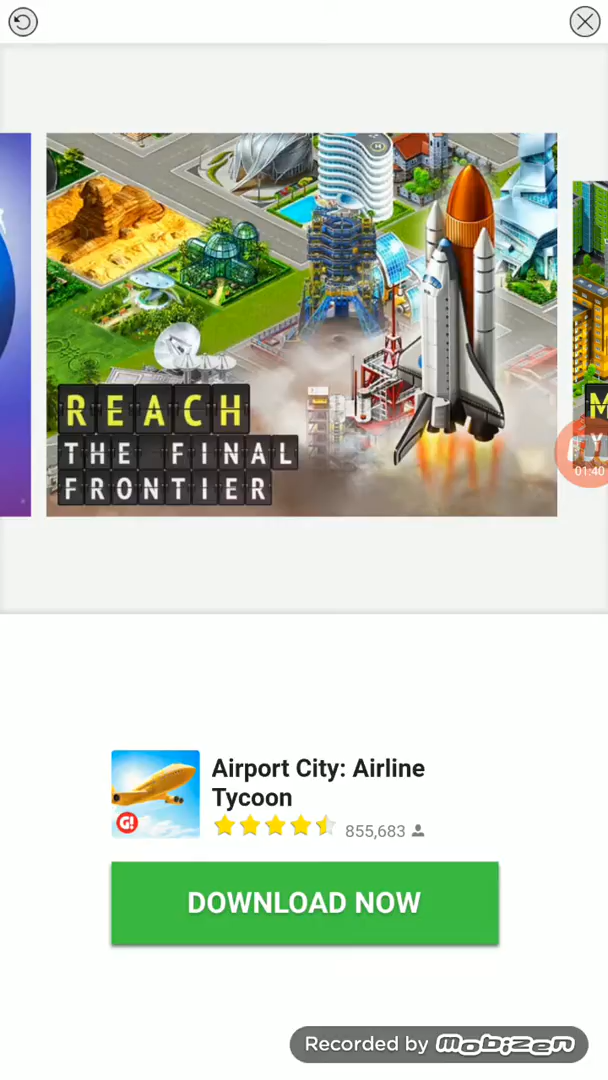 REACH
THE FINAL
FRONTIER
M
Y
01:40
Airport City: Airline
Tycoon
G!
855,683
DOWNLOAD NOW
Recorded by mobizen